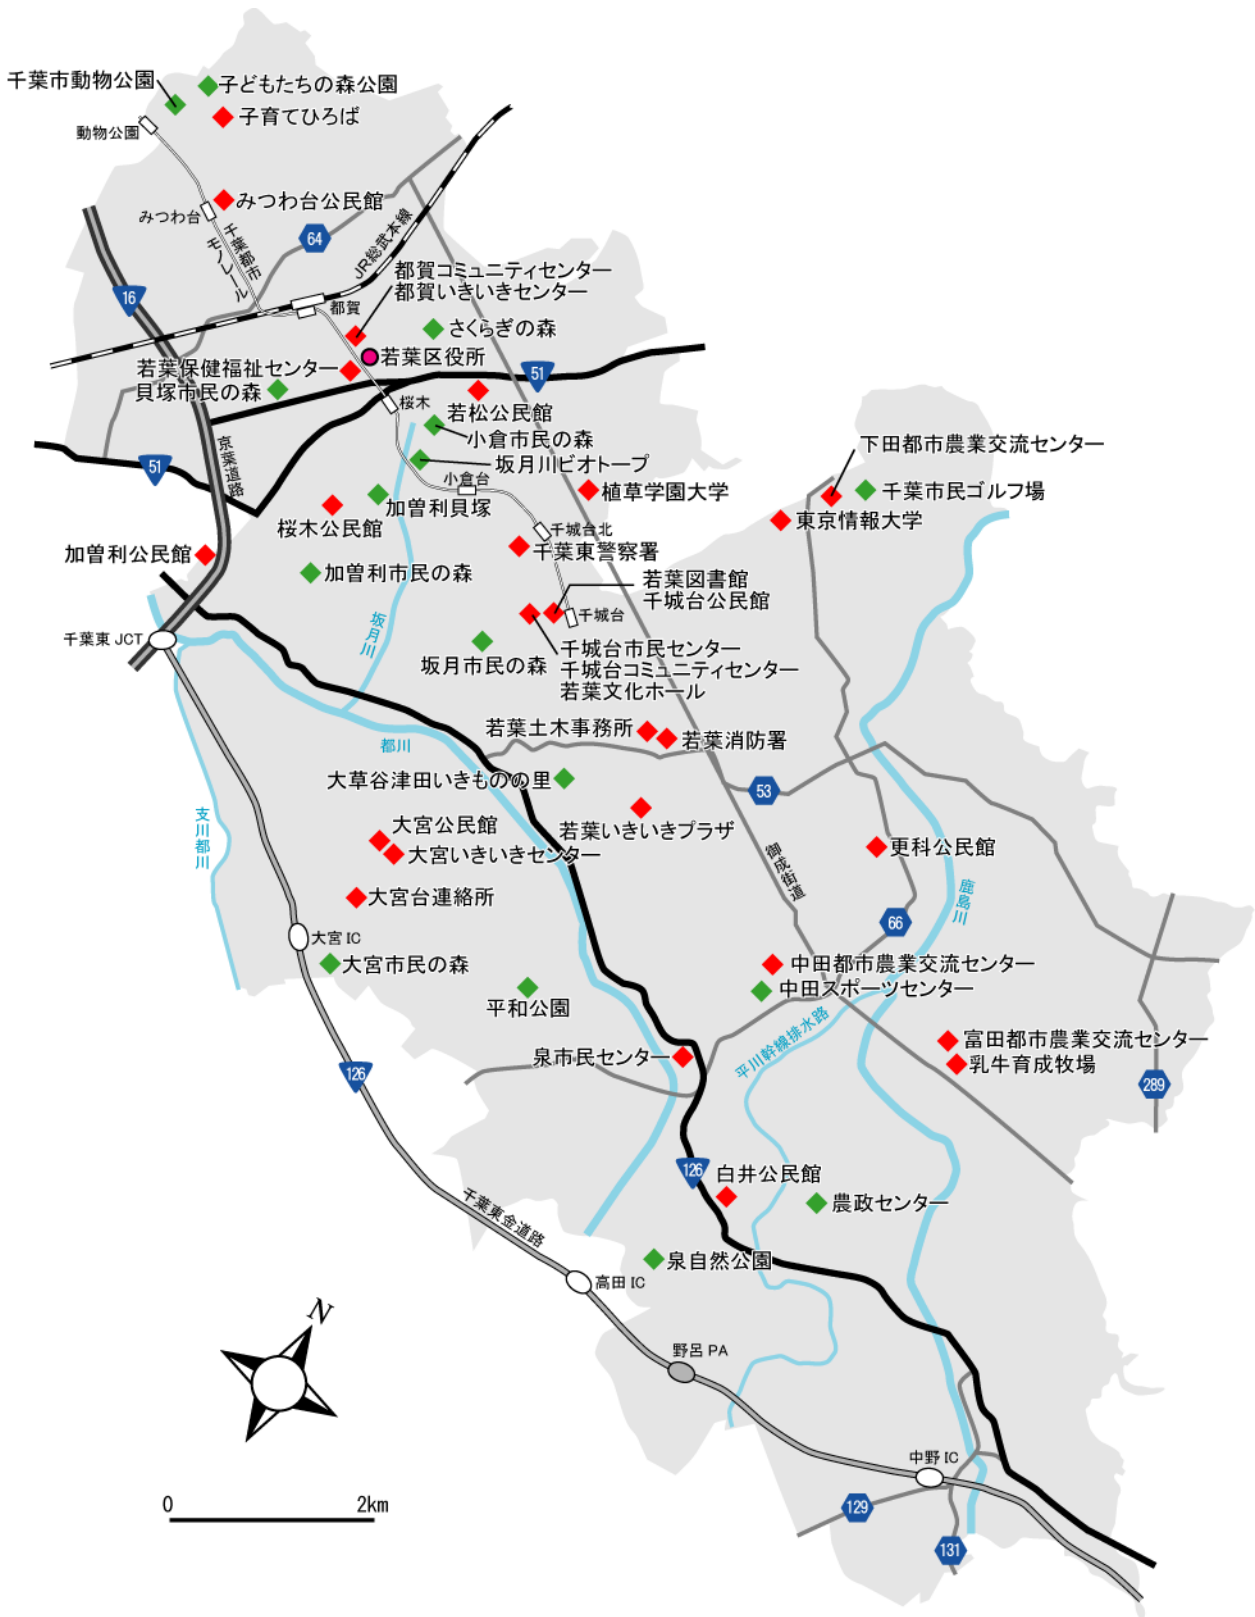 千葉市動物公園
子どもたちの森公園
子育てひろば
動物公園
みつわ台公民館
みつわ台
千葉都市
モノレール
64
JR総武本線
16
都賀コミュニティセンター
都賀いきいきセンター
都賀
さくらぎの森
若葉区役所
若葉保健福祉センター
貝塚市民の森
51
桜木
若松公民館
小倉市民の森
坂月川ビオトープ
51
京葉道路
小倉台
植草学園大学
加曽利貝塚
桜木公民館
下田都市農業交流センター
千葉市民ゴルフ場
東京情報大学
千城台北
千葉東警察署
加曽利公民館
加曽利市民の森
若葉図書館
千城台公民館
千城台
坂月川
千葉東 JCT
坂月市民の森
千城台市民センター
千城台コミュニティセンター
若葉文化ホール
都川
若葉土木事務所
若葉消防署
大草谷津田いきものの里
53
支川都川
若葉いきいきプラザ
大宮公民館
大宮いきいきセンター
御成街道
更科公民館
大宮台連絡所
鹿島川
66
大宮 IC
大宮市民の森
中田都市農業交流センター
中田スポーツセンター
平和公園
平川幹線排水路
富田都市農業交流センター
乳牛育成牧場
泉市民センター
126
289
126
白井公民館
農政センター
千葉東金道路
泉自然公園
高田 IC
N
野呂 PA
中野 IC
0
2km
129
131